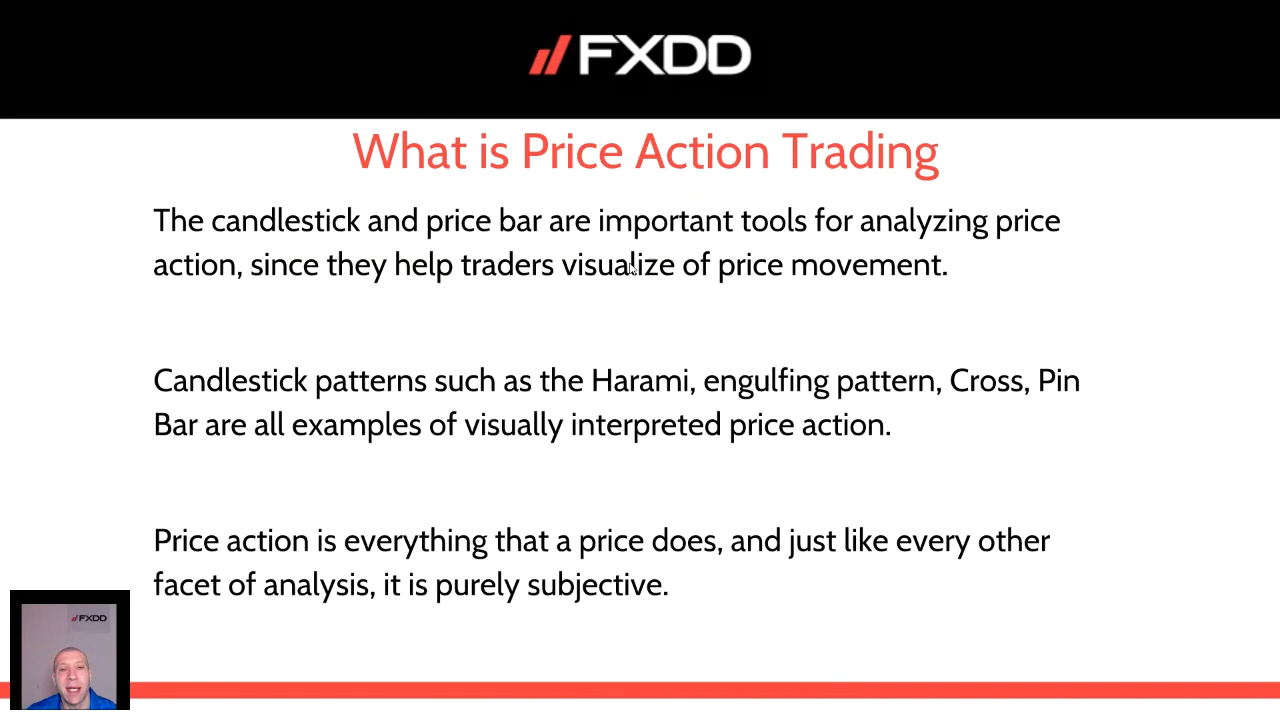 FXDD
What is Price Action Trading
The candlestick and price bar are important tools for analyzing price
action, since they help traders visualize of price movement.
Candlestick patterns such as the Harami, engulfing pattern, Cross, Pin
Bar are all examples of visually interpreted price action.
Price action is everything that a price does, and just like every other
facet of analysis, it is purely subjective.
FXDD